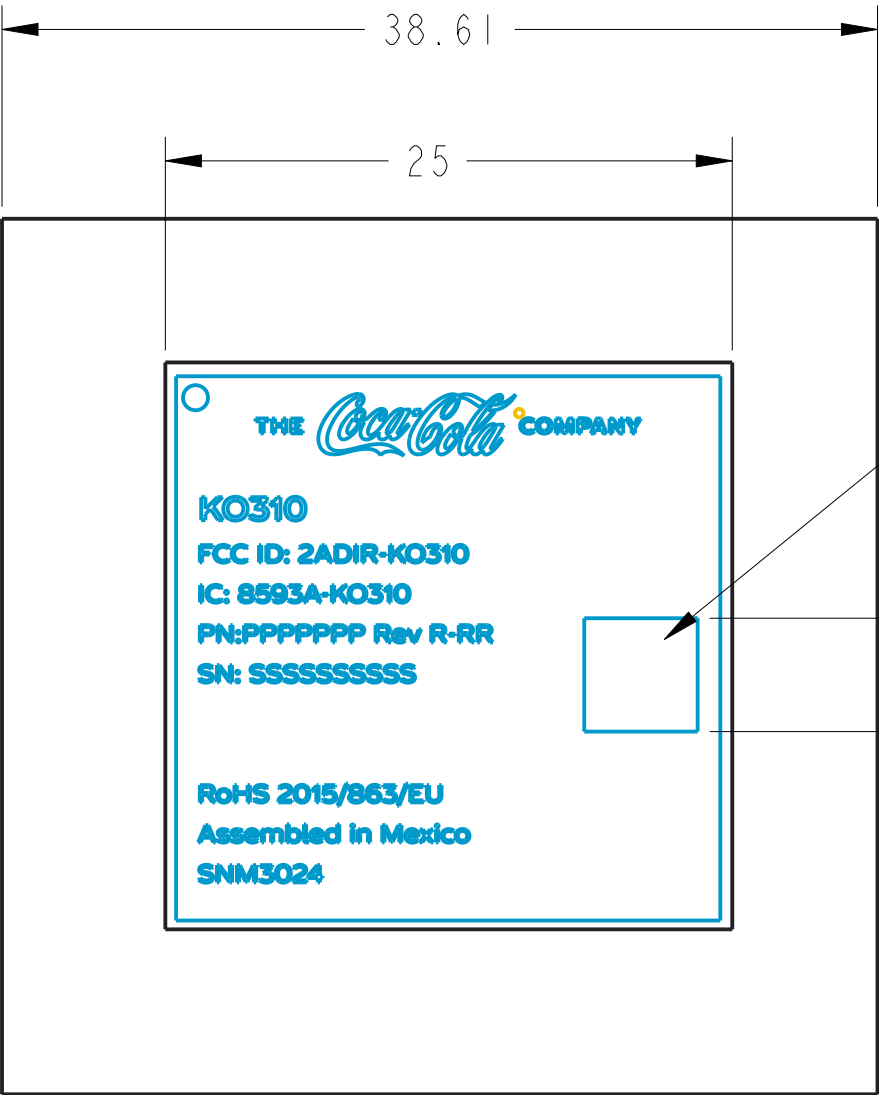 38.61
25
THE Coca-Cola COMPANY
KO310
FCC ID: 2ADIR-KO310
IC: 8593A-KO310
PN:PPPPPPP Rev R-RR
SN: SSSSSSSSSS
RoHS 2015/863/EU
Assembled in Mexico
SNM3024